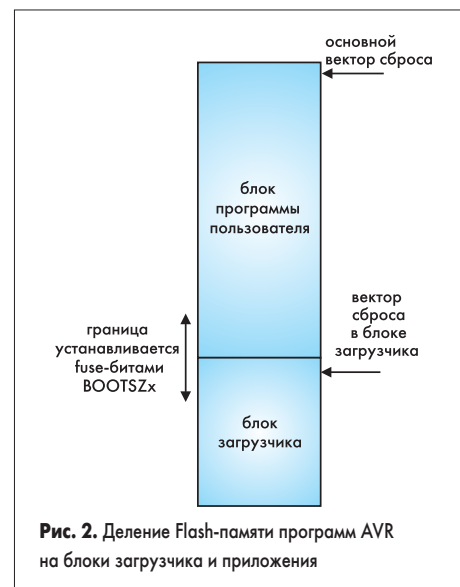 основной
вектор сброса
блок
программы
пользователя
вектор
сброса
в блоке
загрузчика
граница
устанавливается
fuse-битами
BOOTSZx
блок
загрузчика
Рис. 2. Деление Flash-памяти программ AVR
на блоки загрузчика и приложения